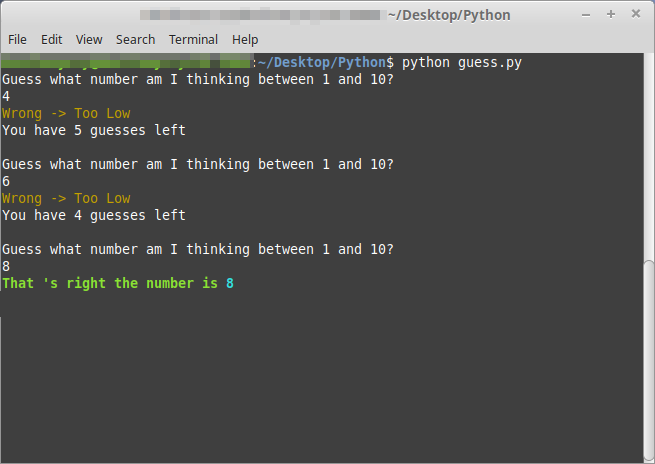 ~/Desktop/Python
File Edit View Search Terminal Help
:~/Desktop/Python$ python guess.py
Guess what number am I thinking between 1 and 10?
4
Wrong -> Too Low
You have 5 guesses left
Guess what number am I thinking between 1 and 10?
6
Wrong -> Too Low
You have 4 guesses left
Guess what number am I thinking between 1 and 10?
8
That 's right the number is 8